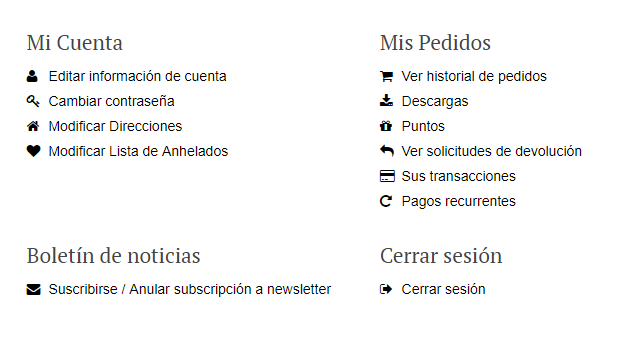 Mi Cuenta
Editar información de cuenta
Cambiar contraseña
Modificar Direcciones
Modificar Lista de Anhelados
Mis Pedidos
Ver historial de pedidos
Descargas
Puntos
Ver solicitudes de devolución
Sus transacciones
Pagos recurrentes
Boletín de noticias
Suscribirse / Anular subscripción a newsletter
Cerrar sesión
Cerrar sesión